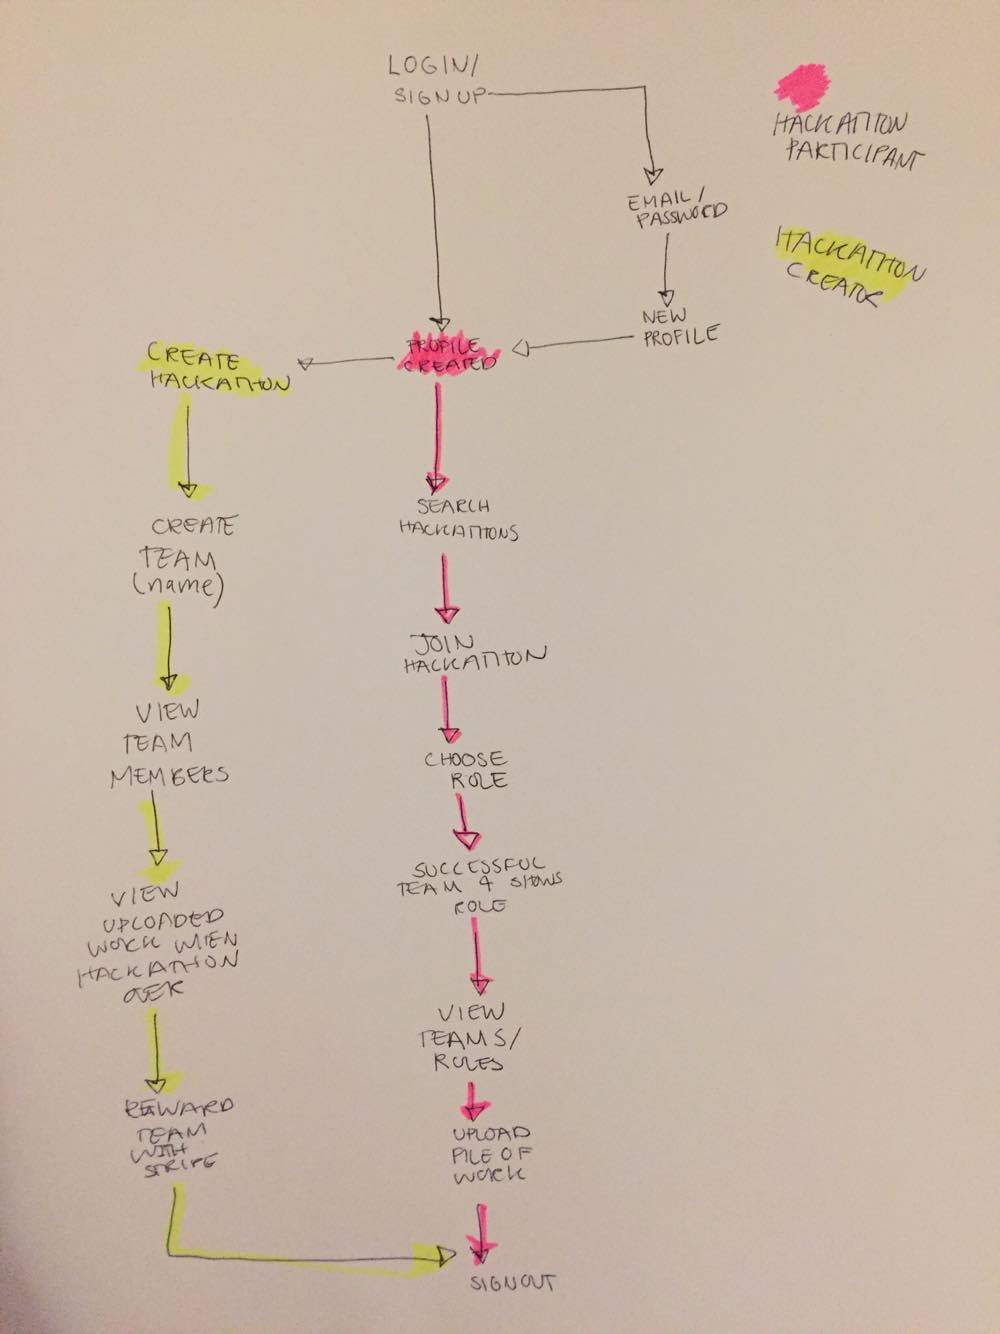 LOGIN/
SIGN UP
HACKATHON
PARTICIPANT
EMAIL/
PASSWORD
HACKATHON
CREATOR
NEW
PROFILE
PROFILE
CREATED
CREATE
HACKATHON
SEARCH
HACKATHONS
CREATE
TEAM
(name)
JOIN
HACKATHON
VIEW
TEAM
MEMBERS
CHOOSE
ROLE
SUCCESSFUL
TEAM & SHOWS
ROLE
VIEW
UPLOADED
WORK WHEN
HACKATHON
OVER
VIEW
TEAMS/
ROLES
REWARD
TEAM
WITH
STRIPE
UPLOAD
FILE OF
WORK
SIGN OUT